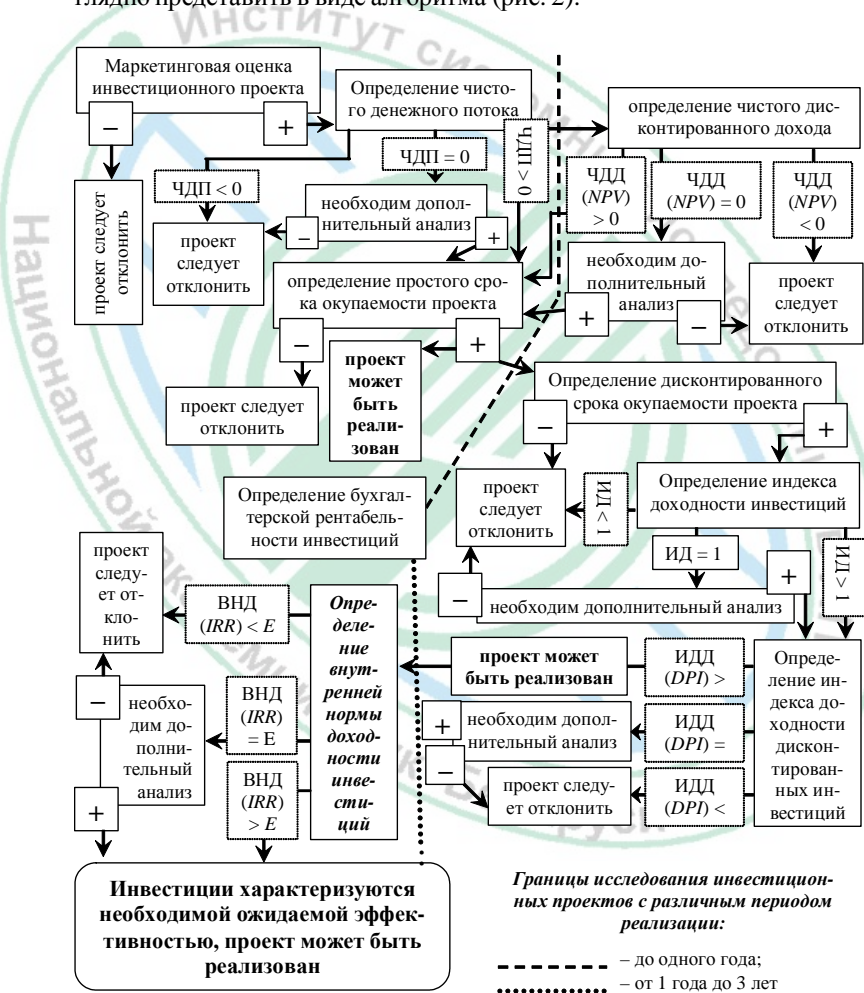 глядно представить в виде алгоритма (рис. 2).
Институт
Национальной
Маркетинговая оценка
инвестиционного проекта
–
+
проект следует
отклонить
Определение чисто-
го денежного потока
ЧДП < 0
ЧДП = 0
ЧДП > 0
проект
следует
отклонить
необходим допол-
нительный анализ
–
+
определение чистого дис-
контированного дохода
ЧДД
(NPV)
> 0
ЧДД
(NPV) = 0
ЧДД
(NPV)
< 0
необходим до-
полнительный
анализ
+
–
проект
следует
отклонить
определение простого сро-
ка окупаемости проекта
–
+
проект следует
отклонить
проект
может
быть
реали-
зован
Определение дисконтированного
срока окупаемости проекта
–
+
проект
следует
отклонить
Определение индекса
доходности инвестиций
ИД < 1
ИД = 1
ИД > 1
необходим дополнительный анализ
–
+
Определение бухгал-
терской рентабель-
ности инвестиций
Опреде-
ление ин-
декса до-
ходности
дискон-
тирован-
ных ин-
вестиций
ИДД
(DPI) >
ИДД
(DPI) =
ИДД
(DPI) <
проект может
быть реализован
необходим допол-
нительный анализ
+
–
проект следу-
ет отклонить
Опре-
деле-
ние
внут-
ренней
нормы
доход-
ности
инве-
сти-
ций
ВНД
(IRR) < E
ВНД
(IRR)
= E
ВНД
(IRR)
> E
проект
следу-
ет от-
кло-
нить
необхо-
дим до-
полни-
тельный
анализ
–
+
Инвестиции характеризуются
необходимой ожидаемой эффек-
тивностью, проект может быть
реализован
Границы исследования инвестицион-
ных проектов с различным периодом
реализации:
– до одного года;
– от 1 года до 3 лет